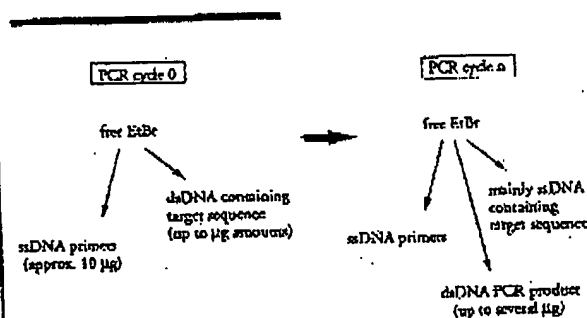 PCR cycle 0
free EtBr
ssDNA primers
(approx. 10 µg)
dsDNA containing
target sequence
(up to µg amounts)
PCR cycle n
free EtBr
ssDNA primers
mainly ssDNA
containing
target sequence
dsDNA PCR product
(up to several µg)